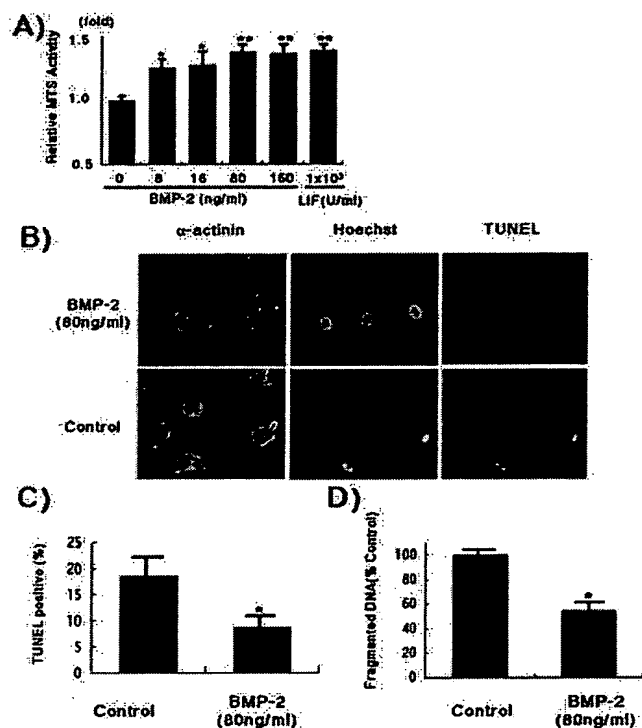 A)
(fold)
Relative MTS Activity
1.5
1.0
0.5
* * ** ** **
0 8 16 80 160 1x10³
BMP-2 (ng/ml) LIF(U/ml)
B)
α-actinin Hoechst TUNEL
BMP-2
(80ng/ml)
Control
C)
TUNEL positive (%)
25
20
15
10
5
0
*
Control BMP-2
(80ng/ml)
D)
Fragmented DNA(% Control)
100
80
60
40
20
0
*
Control BMP-2
(80ng/ml)